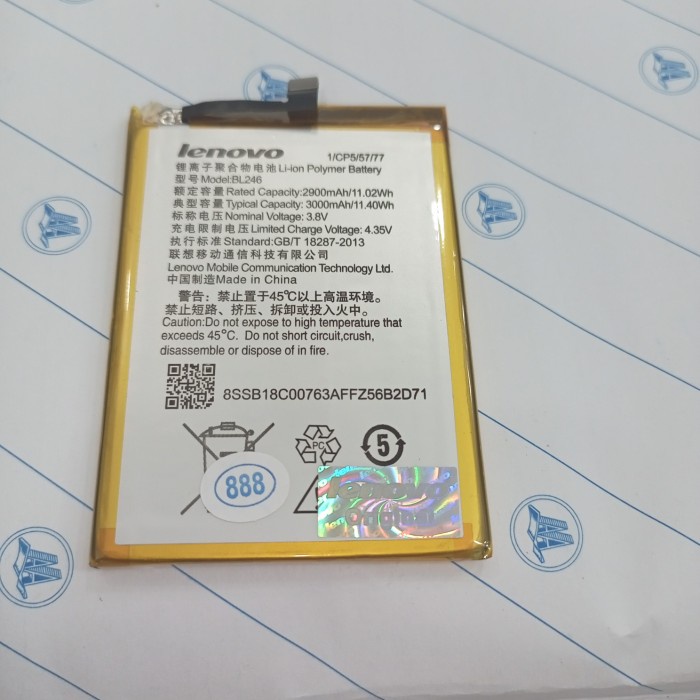 lenovo
1/CP5/57/77
锂离子聚合物电池 Li-ion Polymer Battery
型号 Model:BL246
额定容量 Rated Capacity:2900mAh/11.02Wh
典型容量 Typical Capacity:3000mAh/11.40Wh
标称电压 Nominal Voltage: 3.8V
充电限制电压 Limited Charge Voltage: 4.35V
执行标准 Standard:GB/T 18287-2013
联想移动通信科技有限公司
Lenovo Mobile Communication Technology Ltd.
中国制造Made in China
警告：禁止置于45℃以上高温环境。
禁止短路、挤压、拆卸或投入火中。
Caution:Do not expose to high temperature that
exceeds 45°C. Do not short circuit,crush,
disassemble or dispose of in fire.
8SSB18C00763AFFZ56B2D71
PC
5
888
lenovo
Original